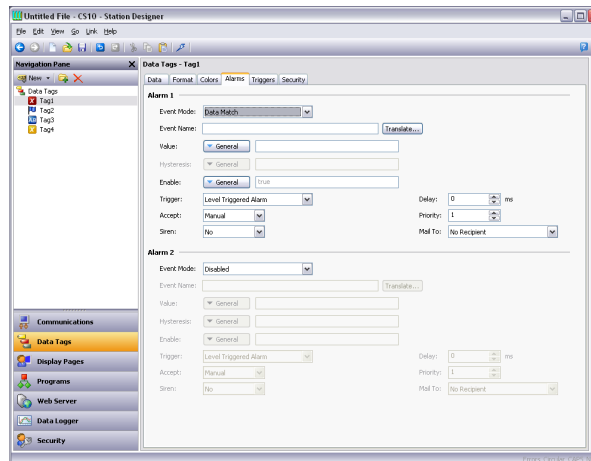 Untitled File - CS10 - Station Designer
File Edit View Go Link Help
Navigation Pane X
New
Data Tags
Tag1
Tag2
Tag3
Tag4
Communications
Data Tags
Display Pages
Programs
Web Server
Data Logger
Security
Data Tags - Tag1
Data Format Colors Alarms Triggers Security
Alarm 1
Event Mode: Data Match
Event Name: Translate...
Value: General
Hysteresis: General
Enable: General true
Trigger: Level Triggered Alarm Delay: 0 ms
Accept: Manual Priority: 1
Siren: No Mail To: No Recipient
Alarm 2
Event Mode: Disabled
Event Name: Translate...
Value: General
Hysteresis: General
Enable: General
Trigger: Level Triggered Alarm Delay: 0 ms
Accept: Manual Priority: 1
Siren: No Mail To: No Recipient